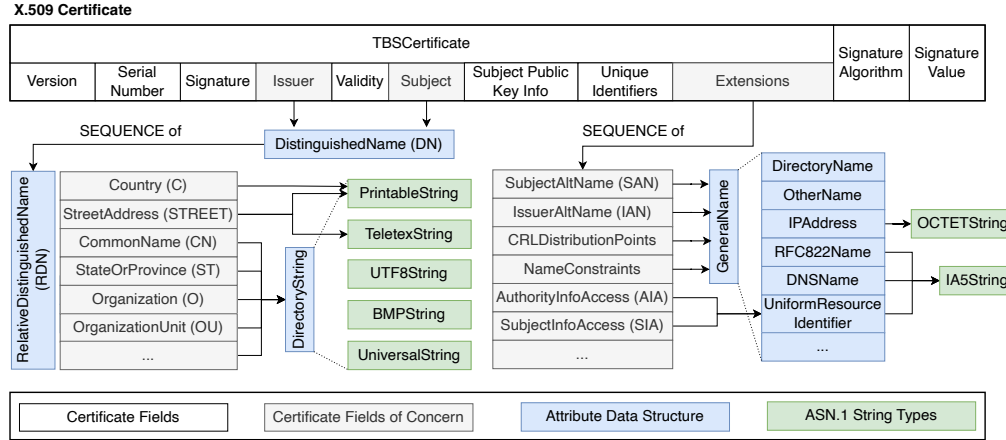 X.509 Certificate
TBSCertificate
Signature
Algorithm
Signature
Value
Version
Serial
Number
Signature
Issuer
Validity
Subject
Subject Public
Key Info
Unique
Identifiers
Extensions
SEQUENCE of
DistinguishedName (DN)
SEQUENCE of
RelativeDistinguishedName
(RDN)
Country (C)
StreetAddress (STREET)
CommonName (CN)
StateOrProvince (ST)
Organization (O)
OrganizationUnit (OU)
...
DirectoryString
PrintableString
TeletexString
UTF8String
BMPString
UniversalString
SubjectAltName (SAN)
IssuerAltName (IAN)
CRLDistributionPoints
NameConstraints
AuthorityInfoAccess (AIA)
SubjectInfoAccess (SIA)
...
GeneralName
DirectoryName
OtherName
IPAddress
RFC822Name
DNSName
UniformResource
Identifier
...
OCTETString
IA5String
Certificate Fields
Certificate Fields of Concern
Attribute Data Structure
ASN.1 String Types